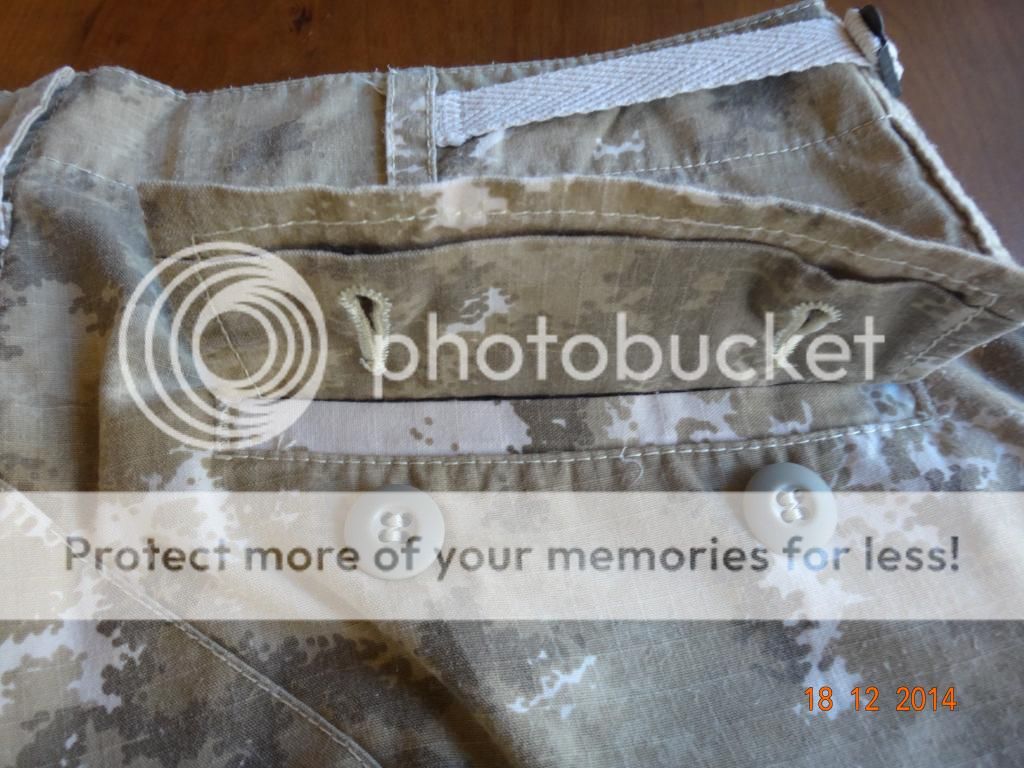 photobucket
Protect more of your memories for less!
18 12 2014